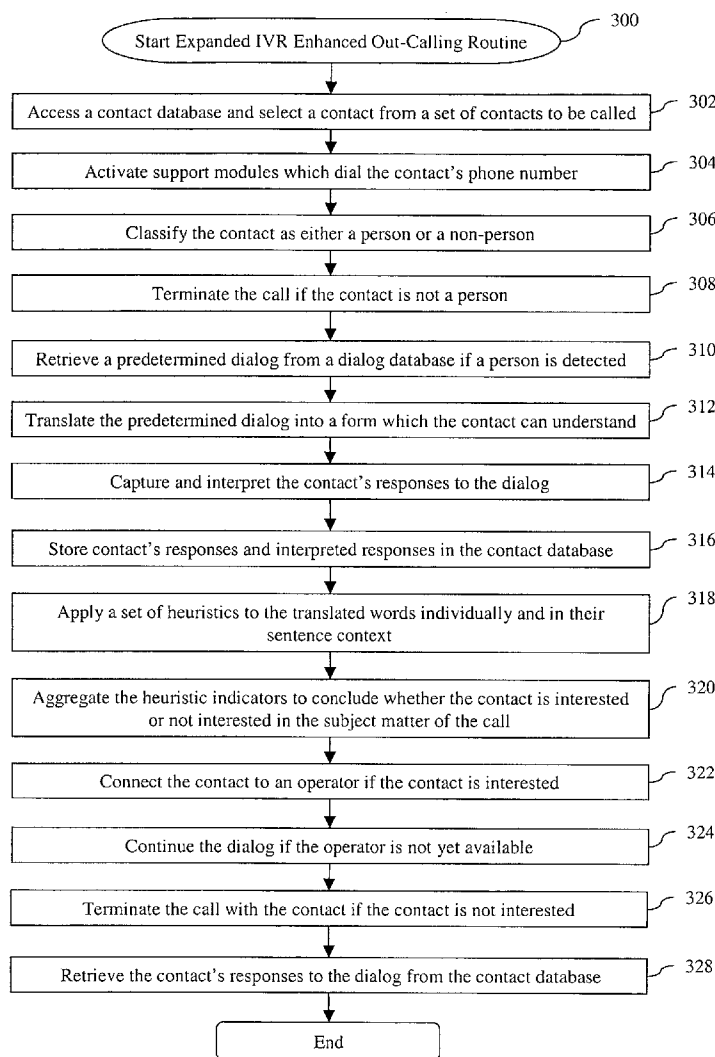 300
Start Expanded IVR Enhanced Out-Calling Routine
302
Access a contact database and select a contact from a set of contacts to be called
304
Activate support modules which dial the contact's phone number
306
Classify the contact as either a person or a non-person
308
Terminate the call if the contact is not a person
310
Retrieve a predetermined dialog from a dialog database if a person is detected
312
Translate the predetermined dialog into a form which the contact can understand
314
Capture and interpret the contact's responses to the dialog
316
Store contact's responses and interpreted responses in the contact database
318
Apply a set of heuristics to the translated words individually and in their
sentence context
320
Aggregate the heuristic indicators to conclude whether the contact is interested
or not interested in the subject matter of the call
322
Connect the contact to an operator if the contact is interested
324
Continue the dialog if the operator is not yet available
326
Terminate the call with the contact if the contact is not interested
328
Retrieve the contact's responses to the dialog from the contact database
End